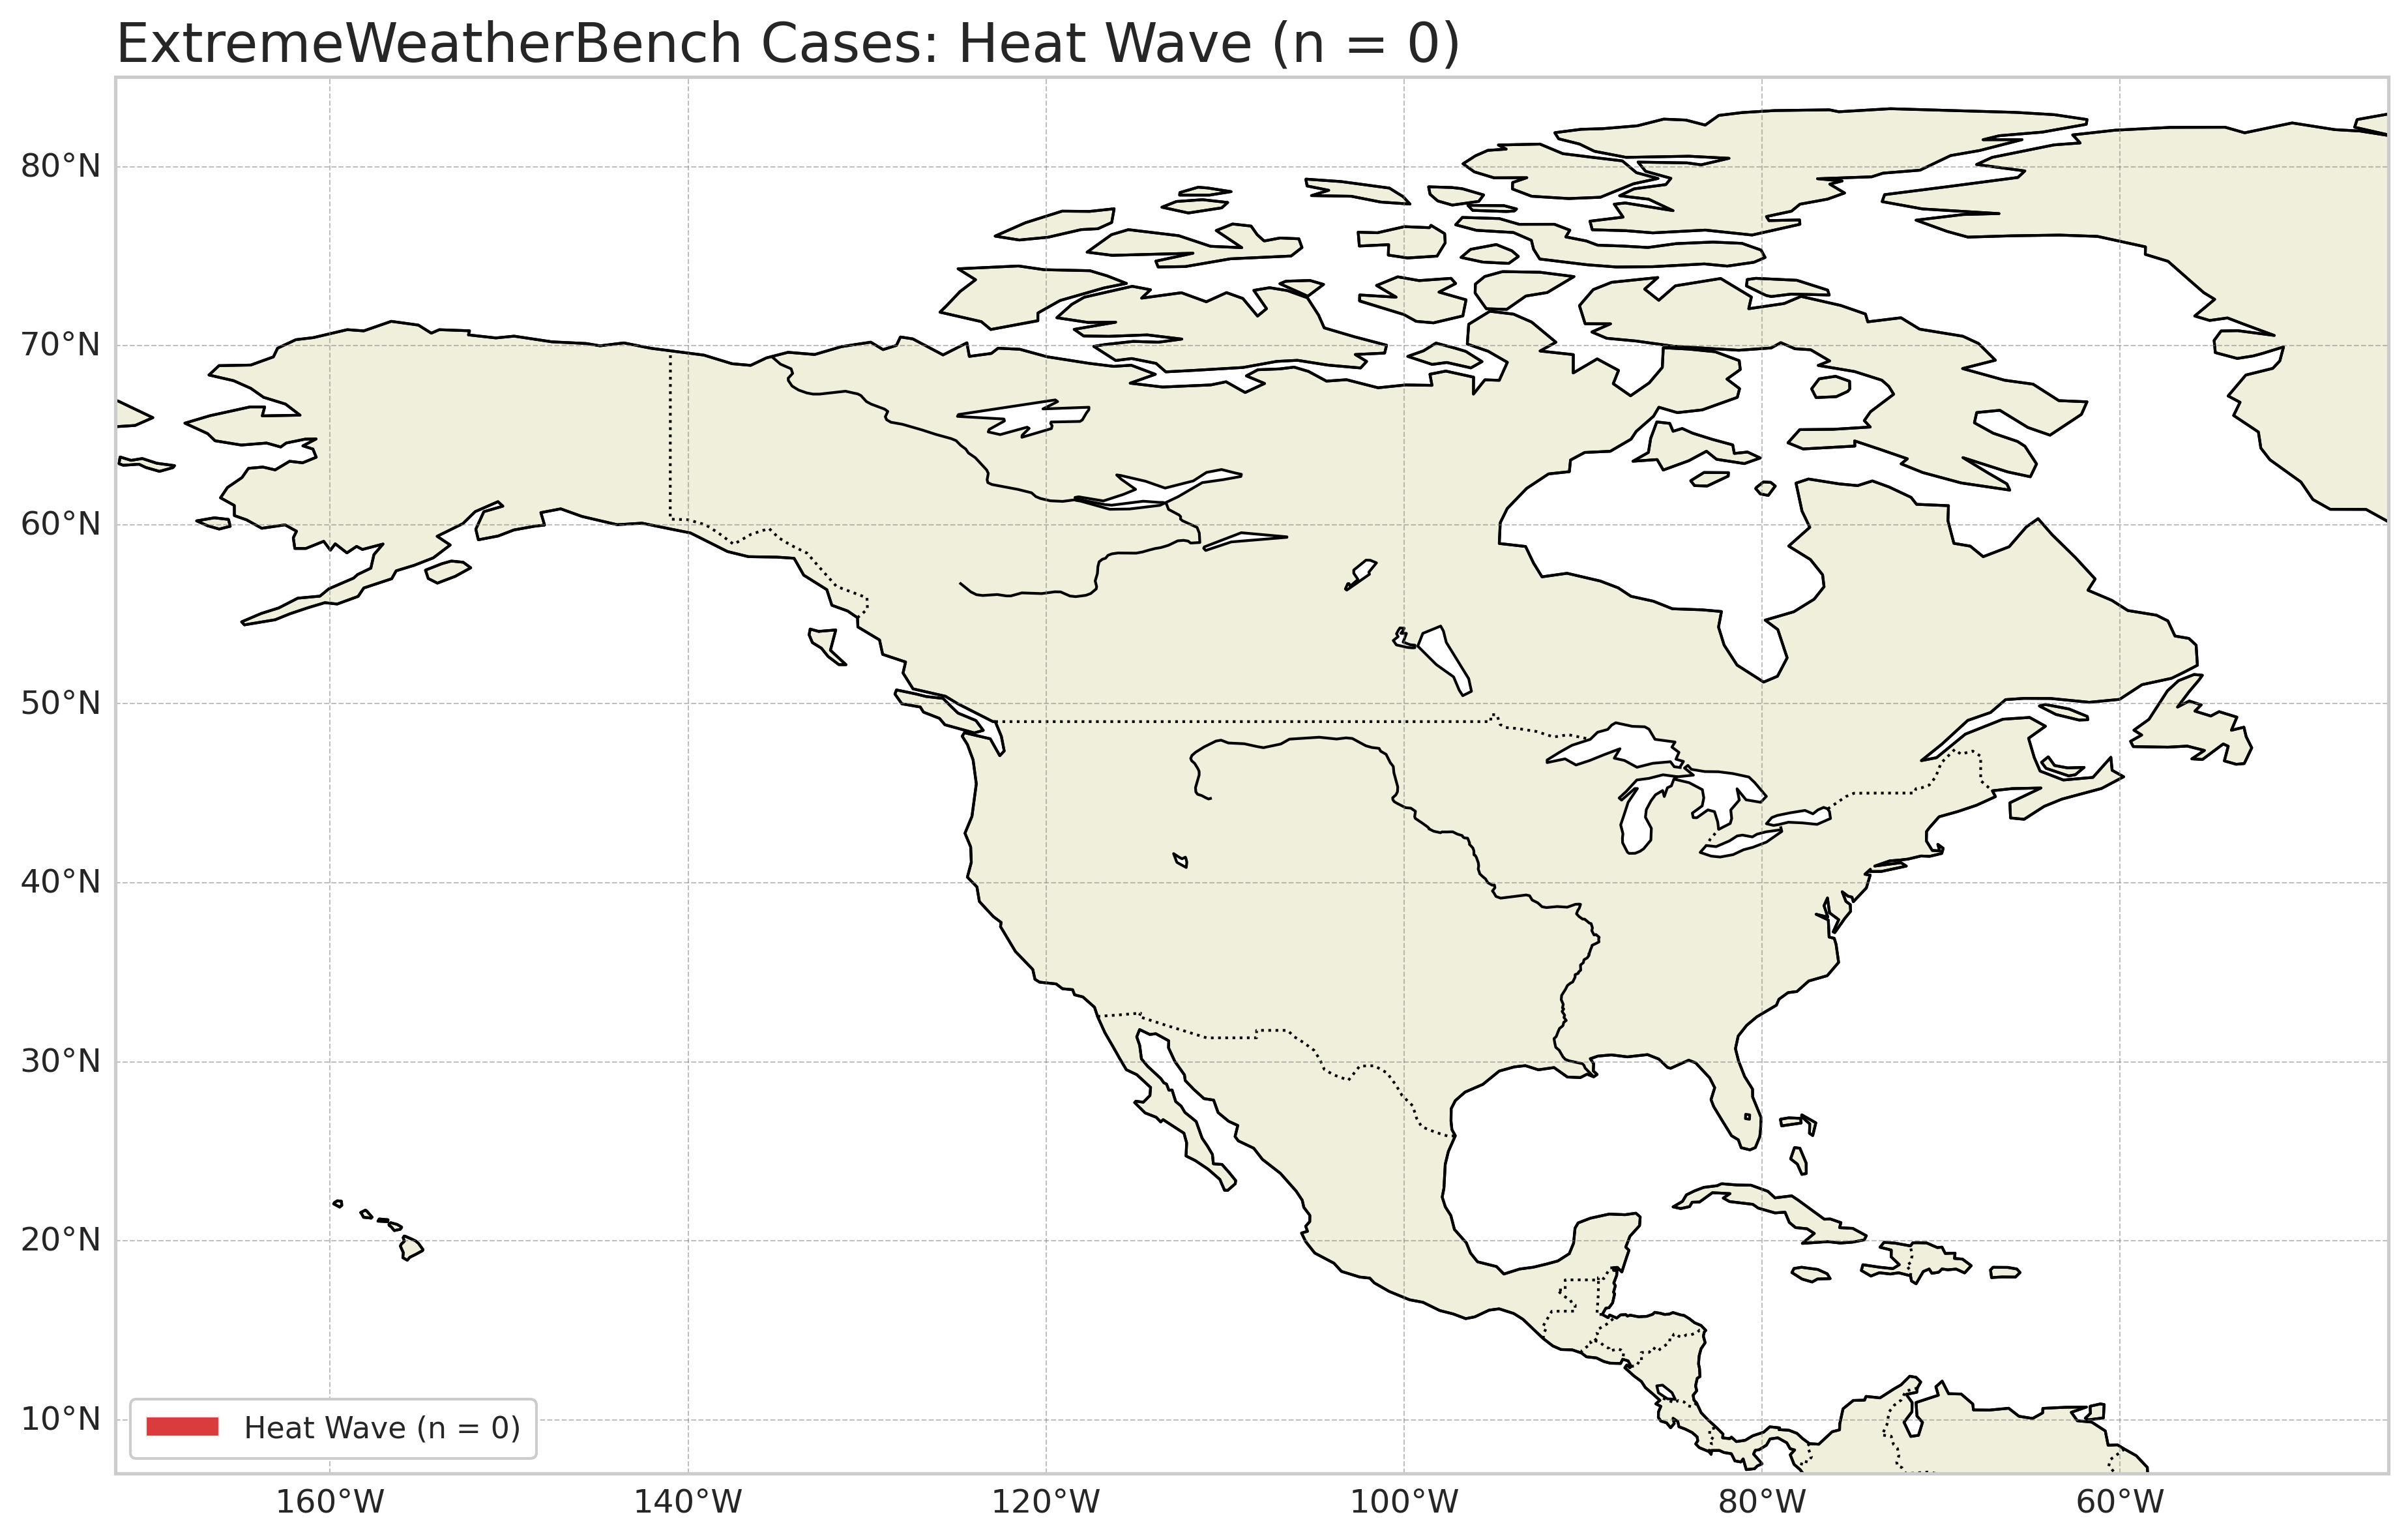 ExtremeWeatherBench Cases: Heat Wave (n = 0)
80°N
70°N
60°N
50°N
40°N
30°N
20°N
10°N
Heat Wave (n = 0)
160°W
140°W
120°W
100°W
80°W
60°W